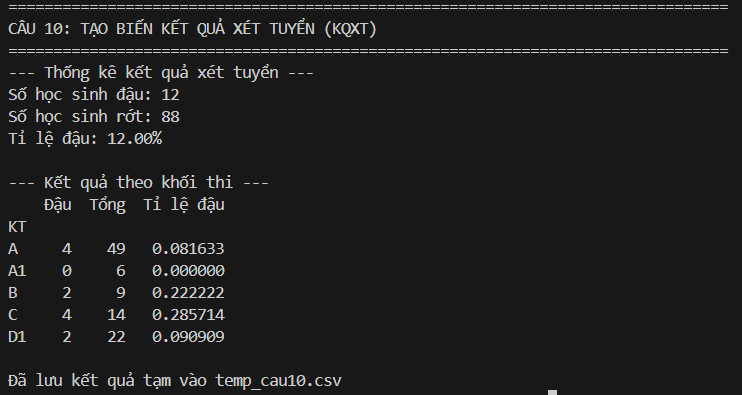 ================================================================================
CÂU 10: TẠO BIẾN KẾT QUẢ XÉT TUYỂN (KQXT)
================================================================================
--- Thống kê kết quả xét tuyển ---
Số học sinh đậu: 12
Số học sinh rớt: 88
Tỉ lệ đậu: 12.00%

--- Kết quả theo khối thi ---
    Đậu  Tổng  Tỉ lệ đậu
KT
A     4    49   0.081633
A1    0     6   0.000000
B     2     9   0.222222
C     4    14   0.285714
D1    2    22   0.090909

Đã lưu kết quả tạm vào temp_cau10.csv